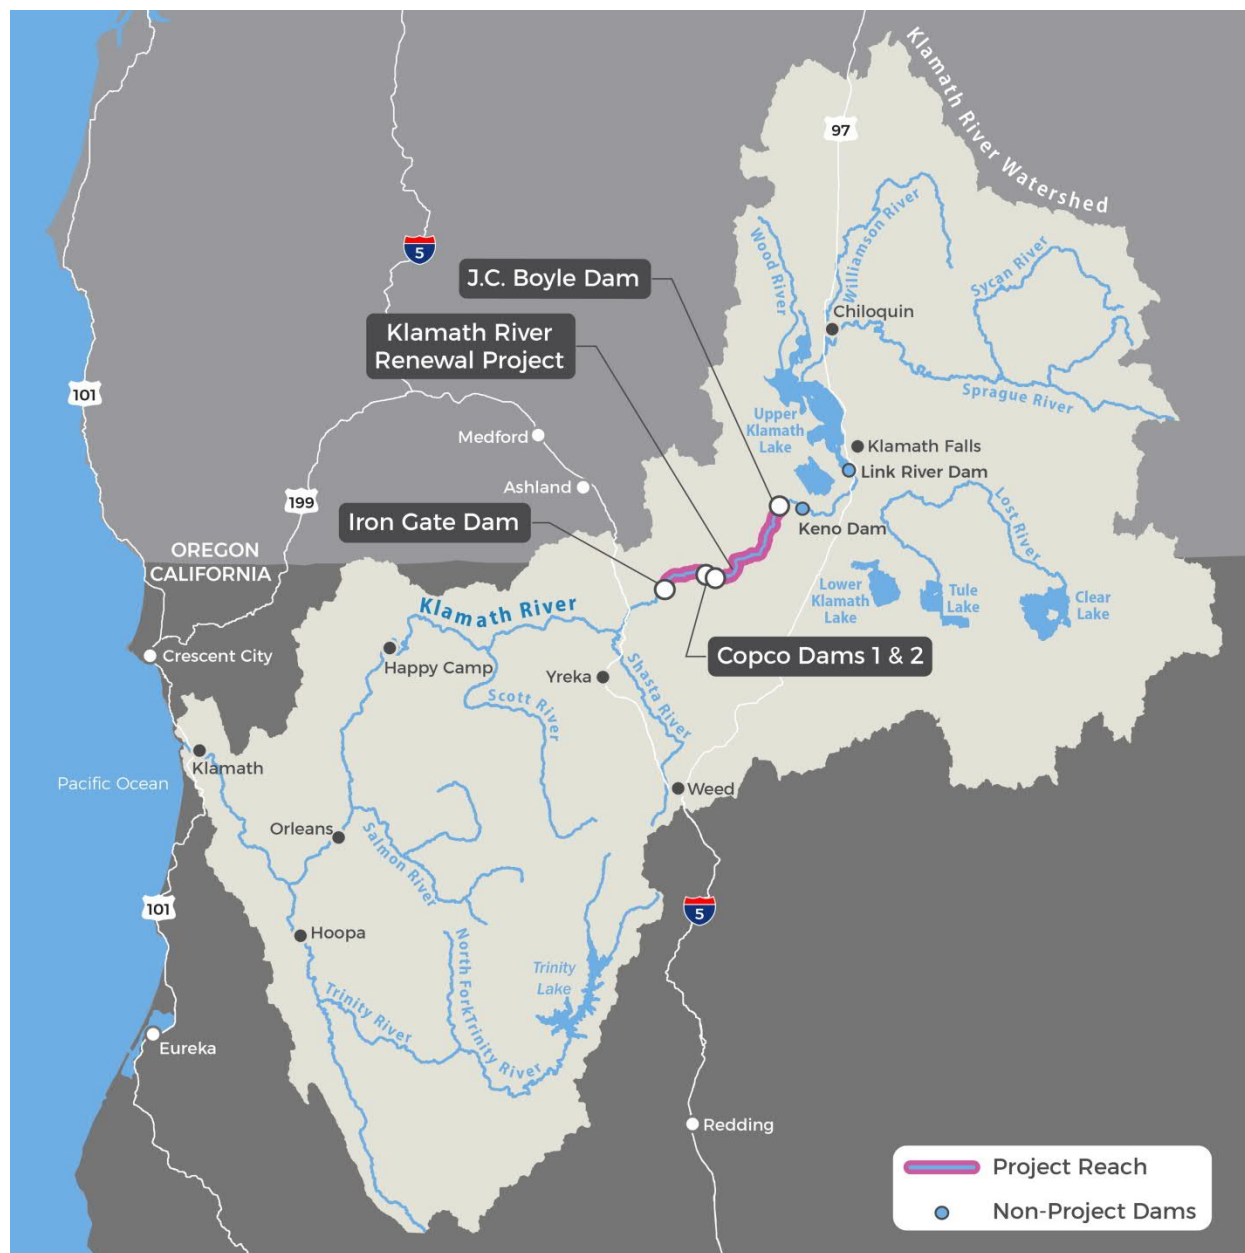 Klamath River Watershed
97
Wood River
Williamson River
Sycan River
5
J.C. Boyle Dam
Klamath River
Renewal Project
Chiloquin
101
Sprague River
Upper
Klamath
Lake
Medford
Klamath Falls
Link River Dam
Ashland
199
Iron Gate Dam
Keno Dam
Lost River
OREGON
CALIFORNIA
Lower
Klamath
Lake
Tule
Lake
Clear
Lake
Klamath River
Crescent City
Happy Camp
Copco Dams 1 & 2
Yreka
Shasta River
Scott River
Klamath
Pacific Ocean
Weed
Orleans
Salmon River
101
5
Hoopa
North Fork Trinity River
Trinity
Lake
Trinity River
Eureka
Redding
Project Reach
Non-Project Dams